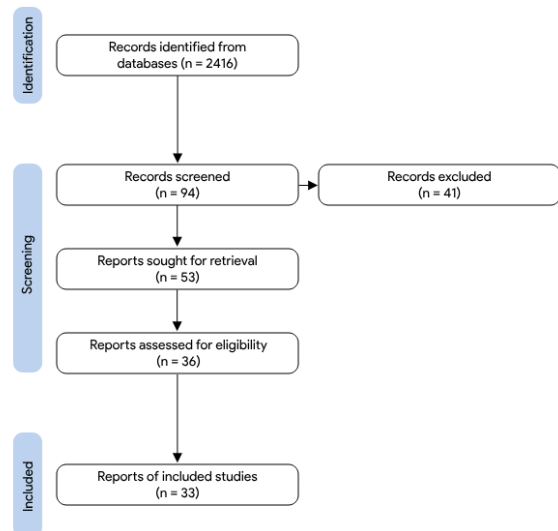 Identification
Records identified from
databases (n = 2416)
Screening
Records screened
(n = 94)
Records excluded
(n = 41)
Reports sought for retrieval
(n = 53)
Reports assessed for eligibility
(n = 36)
Included
Reports of included studies
(n = 33)